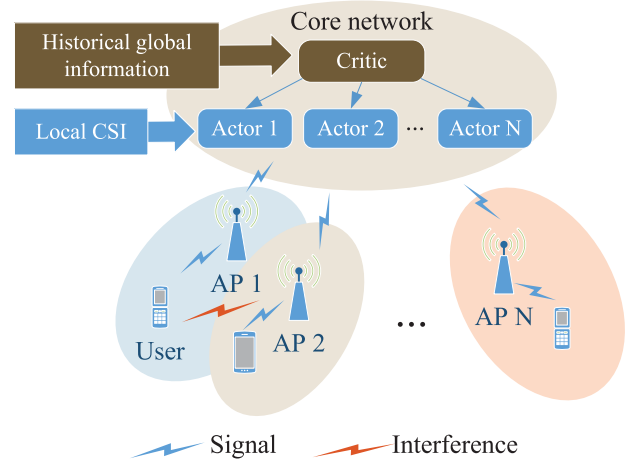 Core network
Historical global
information
Critic
Local CSI
Actor 1
Actor 2
...
Actor N
AP 1
AP N
User
AP 2
...
Signal
Interference